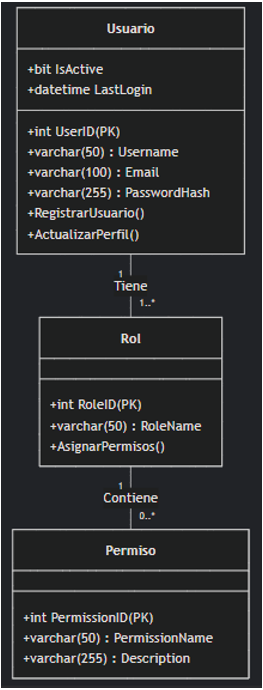 Usuario
+bit IsActive
+datetime LastLogin
+int UserID(PK)
+varchar(50) : Username
+varchar(100) : Email
+varchar(255) : PasswordHash
+RegistrarUsuario()
+ActualizarPerfil()
1
Tiene
1..*
Rol
+int RoleID(PK)
+varchar(50) : RoleName
+AsignarPermisos()
1
Contiene
0..*
Permiso
+int PermissionID(PK)
+varchar(50) : PermissionName
+varchar(255) : Description